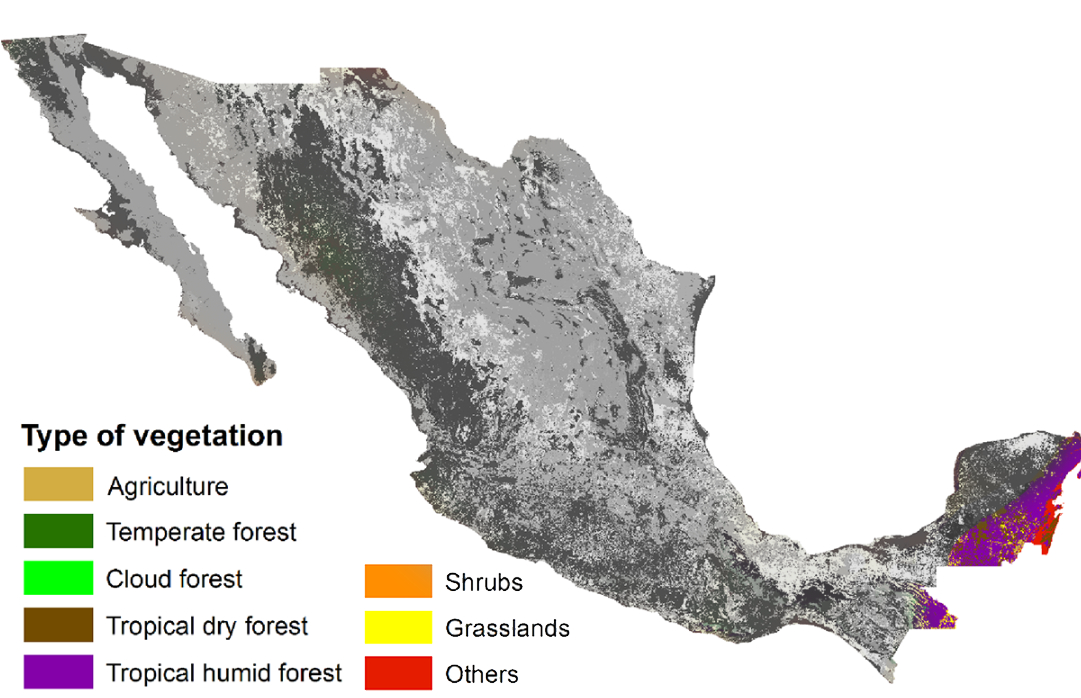 Type of vegetation
Agriculture
Temperate forest
Cloud forest
Tropical dry forest
Tropical humid forest
Shrubs
Grasslands
Others